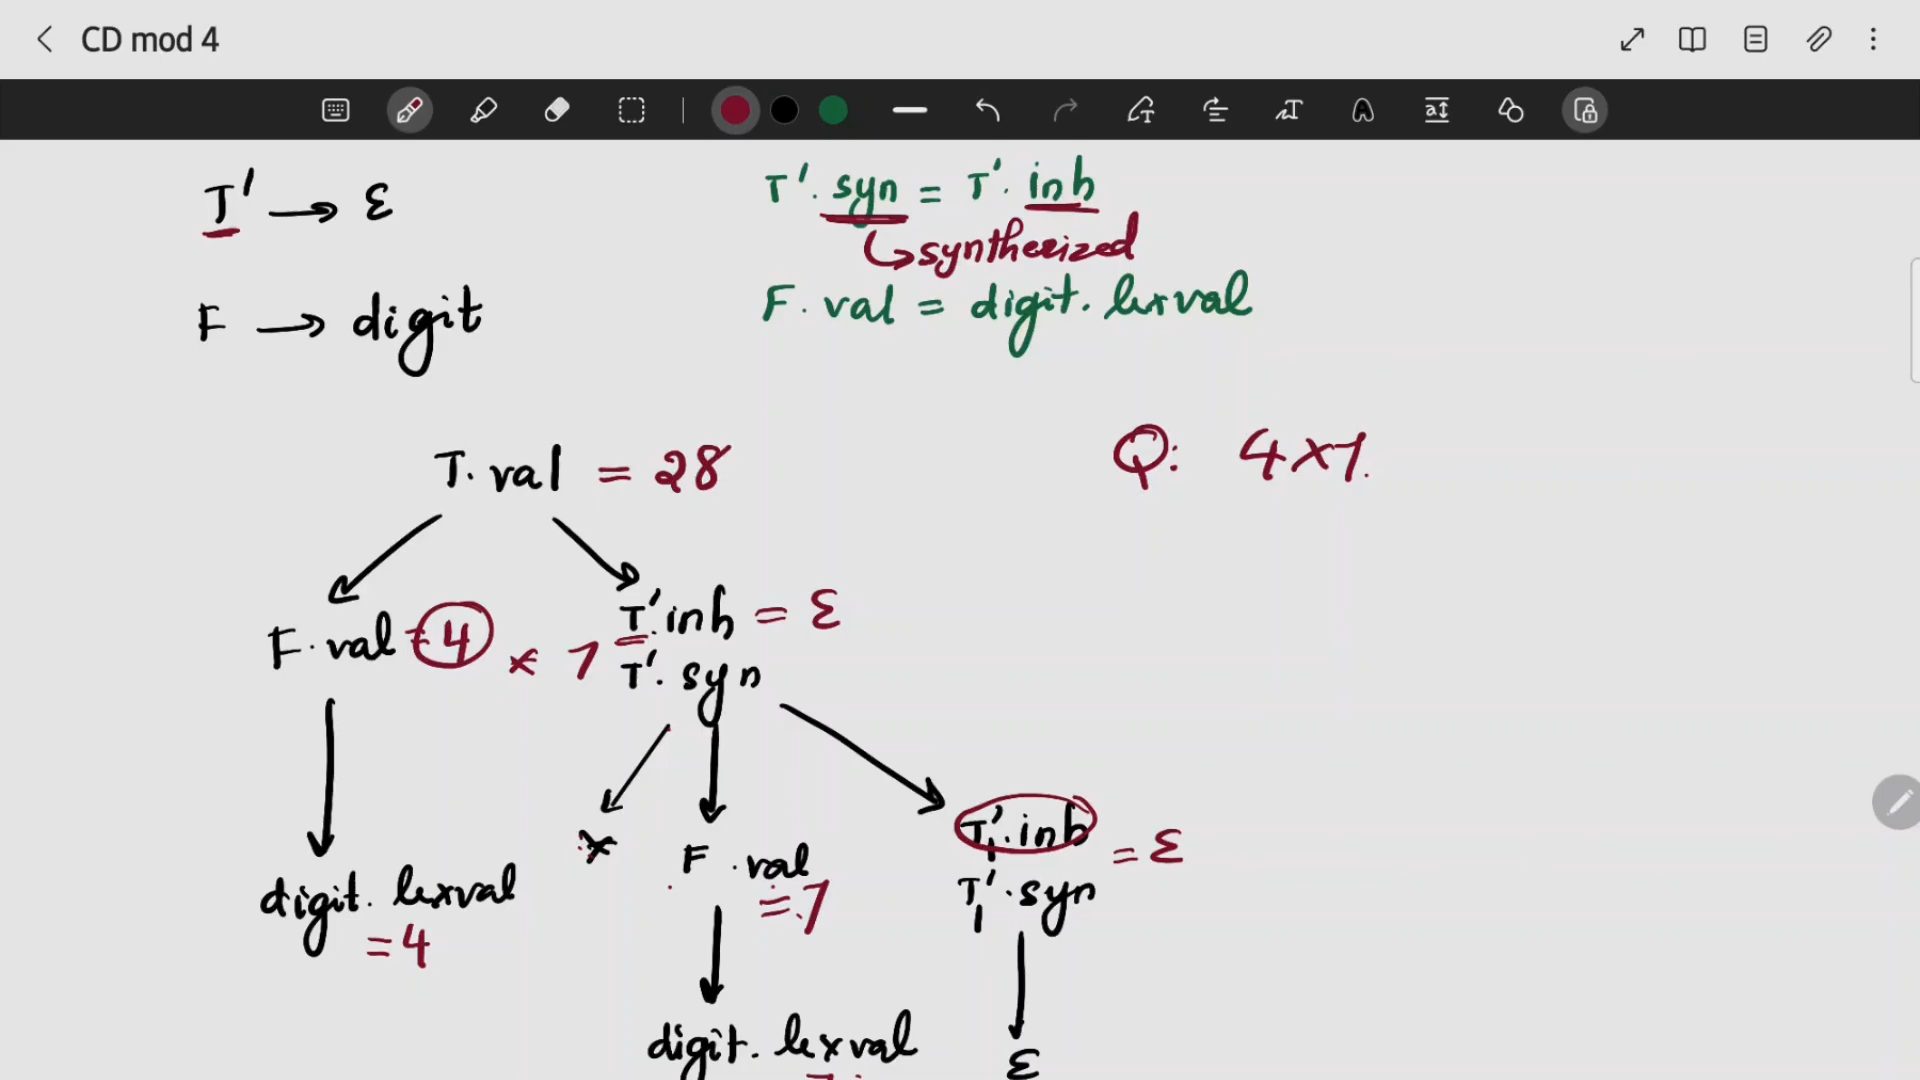 CD mod 4
T' → ε
T'.syn = T'.inh
↳synthesized
F → digit
F.val = digit.lexval
T.val = 28
Q: 4×7.
F.val = 4 * 7
T'.inh = ε
T'.syn
*
F.val
= 7
T₁'.inh
= ε
T₁'.syn
digit.lexval
= 4
digit.lexval
ε